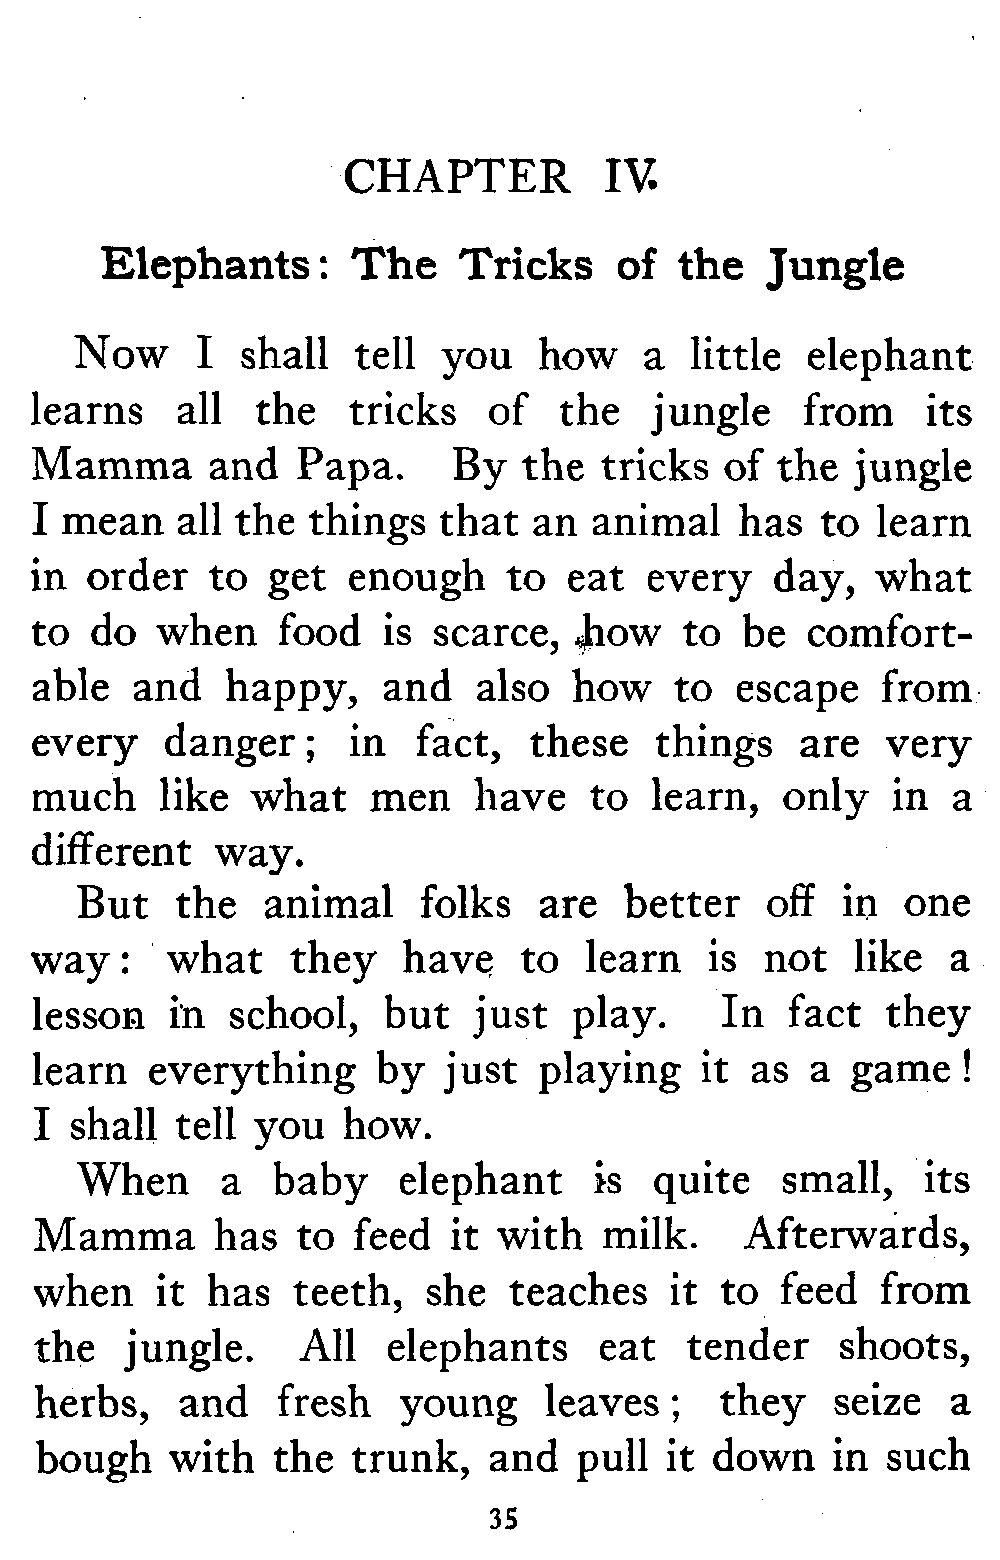 CHAPTER IV.
Elephants: The Tricks of the Jungle
Now I shall tell you how a little elephant
learns all the tricks of the jungle from its
Mamma and Papa. By the tricks of the jungle
I mean all the things that an animal has to learn
in order to get enough to eat every day, what
to do when food is scarce, how to be comfort-
able and happy, and also how to escape from
every danger; in fact, these things are very
much like what men have to learn, only in a
different way.
But the animal folks are better off in one
way: what they have to learn is not like a
lesson in school, but just play. In fact they
learn everything by just playing it as a game!
I shall tell you how.
When a baby elephant is quite small, its
Mamma has to feed it with milk. Afterwards,
when it has teeth, she teaches it to feed from
the jungle. All elephants eat tender shoots,
herbs, and fresh young leaves; they seize a
bough with the trunk, and pull it down in such
35